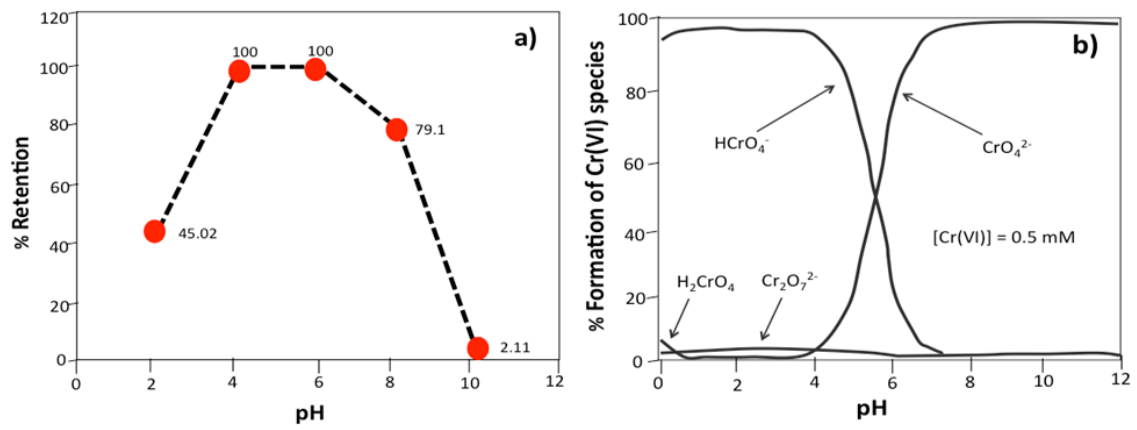 a)
% Retention
120
100
80
60
40
20
0
100
100
79.1
45.02
2.11
0
2
4
6
8
10
12
pH
b)
% Formation of Cr(VI) species
100
80
60
40
20
0
HCrO₄⁻
CrO₄²⁻
[Cr(VI)] = 0.5 mM
H₂CrO₄
Cr₂O₇²⁻
0
2
4
6
8
10
12
pH